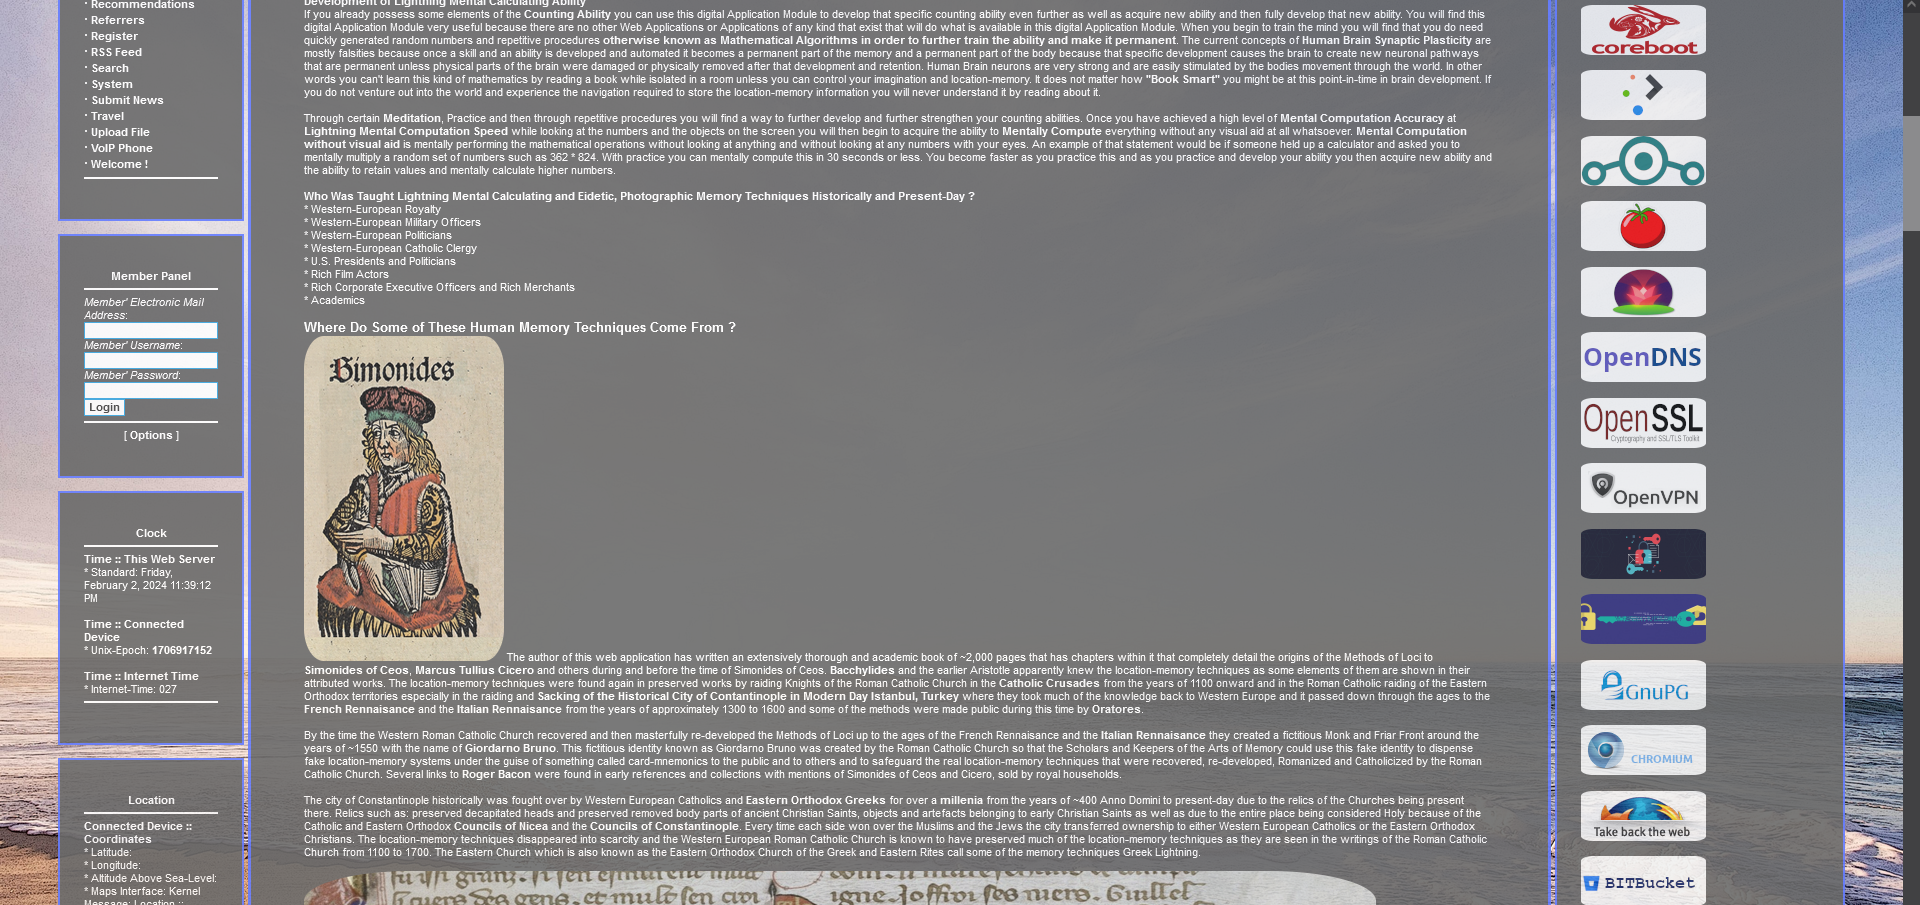 · Recommendations
· Referrers
· Register
· RSS Feed
· Search
· System
· Submit News
· Travel
· Upload File
· VoIP Phone
· Welcome !
Member Panel
Member' Electronic Mail
Address:
Member' Username:
Member' Password:
Login
[ Options ]
Clock
Time :: This Web Server
* Standard: Friday,
February 2, 2024 11:39:12
PM
Time :: Connected
Device
* Unix-Epoch: 1706917152
Time :: Internet Time
* Internet-Time: 027
Location
Connected Device ::
Coordinates
* Latitude:
* Longitude:
* Altitude Above Sea-Level:
* Maps Interface: Kernel
Message: Location ::
Development of Lightning Mental Calculating Ability
If you already possess some elements of the Counting Ability you can use this digital Application Module to develop that specific counting ability even further as well as acquire new ability and then fully develop that new ability. You will find this
digital Application Module very useful because there are no other Web Applications or Applications of any kind that exist that will do what is available in this digital Application Module. When you begin to train the mind you will find that you do need
quickly generated random numbers and repetitive procedures otherwise known as Mathematical Algorithms in order to further train the ability and make it permanent. The current concepts of Human Brain Synaptic Plasticity are
mostly falsities because once a skill and an ability is developed and automated it becomes a permanent part of the memory and a permanent part of the body because that specific development causes the brain to create new neuronal pathways
that are permanent unless physical parts of the brain were damaged or physically removed after that development and retention. Human Brain neurons are very strong and are easily stimulated by the bodies movement through the world. In other
words you can't learn this kind of mathematics by reading a book while isolated in a room unless you can control your imagination and location-memory. It does not matter how "Book Smart" you might be at this point-in-time in brain development. If
you do not venture out into the world and experience the navigation required to store the location-memory information you will never understand it by reading about it.
Through certain Meditation, Practice and then through repetitive procedures you will find a way to further develop and further strengthen your counting abilities. Once you have achieved a high level of Mental Computation Accuracy at
Lightning Mental Computation Speed while looking at the numbers and the objects on the screen you will then begin to acquire the ability to Mentally Compute everything without any visual aid at all whatsoever. Mental Computation
without visual aid is mentally performing the mathematical operations without looking at anything and without looking at any numbers with your eyes. An example of that statement would be if someone held up a calculator and asked you to
mentally multiply a random set of numbers such as 362 * 824. With practice you can mentally compute this in 30 seconds or less. You become faster as you practice this and as you practice and develop your ability you then acquire new ability and
the ability to retain values and mentally calculate higher numbers.
Who Was Taught Lightning Mental Calculating and Eidetic, Photographic Memory Techniques Historically and Present-Day ?
* Western-European Royalty
* Western-European Military Officers
* Western-European Politicians
* Western-European Catholic Clergy
* U.S. Presidents and Politicians
* Rich Film Actors
* Rich Corporate Executive Officers and Rich Merchants
* Academics
Where Do Some of These Human Memory Techniques Come From ?
Simonides
The author of this web application has written an extensively thorough and academic book of ~2,000 pages that has chapters within it that completely detail the origins of the Methods of Loci to
Simonides of Ceos, Marcus Tullius Cicero and others during and before the time of Simonides of Ceos. Bacchylides and the earlier Aristotle apparently knew the location-memory techniques as some elements of them are shown in their
attributed works. The location-memory techniques were found again in preserved works by raiding Knights of the Roman Catholic Church in the Catholic Crusades from the years of 1100 onward and in the Roman Catholic raiding of the Eastern
Orthodox territories especially in the raiding and Sacking of the Historical City of Contantinople in Modern Day Istanbul, Turkey where they took much of the knowledge back to Western Europe and it passed down through the ages to the
French Rennaisance and the Italian Rennaisance from the years of approximately 1300 to 1600 and some of the methods were made public during this time by Oratores.
By the time the Western Roman Catholic Church recovered and then masterfully re-developed the Methods of Loci up to the ages of the French Rennaisance and the Italian Rennaisance they created a fictitious Monk and Friar Front around the
years of ~1550 with the name of Giordarno Bruno. This fictitious identity known as Giordarno Bruno was created by the Roman Catholic Church so that the Scholars and Keepers of the Arts of Memory could use this fake identity to dispense
fake location-memory systems under the guise of something called card-mnemonics to the public and to others and to safeguard the real location-memory techniques that were recovered, re-developed, Romanized and Catholicized by the Roman
Catholic Church. Several links to Roger Bacon were found in early references and collections with mentions of Simonides of Ceos and Cicero, sold by royal households.
The city of Constantinople historically was fought over by Western European Catholics and Eastern Orthodox Greeks for over a millenia from the years of ~400 Anno Domini to present-day due to the relics of the Churches being present
there. Relics such as: preserved decapitated heads and preserved removed body parts of ancient Christian Saints, objects and artefacts belonging to early Christian Saints as well as due to the entire place being considered Holy because of the
Catholic and Eastern Orthodox Councils of Nicea and the Councils of Constantinople. Every time each side won over the Muslims and the Jews the city transferred ownership to either Western European Catholics or the Eastern Orthodox
Christians. The location-memory techniques disappeared into scarcity and the Western European Roman Catholic Church is known to have preserved much of the location-memory techniques as they are seen in the writings of the Roman Catholic
Church from 1100 to 1700. The Eastern Church which is also known as the Eastern Orthodox Church of the Greek and Eastern Rites call some of the memory techniques Greek Lightning.
coreboot
OpenDNS
OpenSSL
Cryptography and SSL/TLS Toolkit
OpenVPN
GnuPG
CHROMIUM
Take back the web
BITBucket